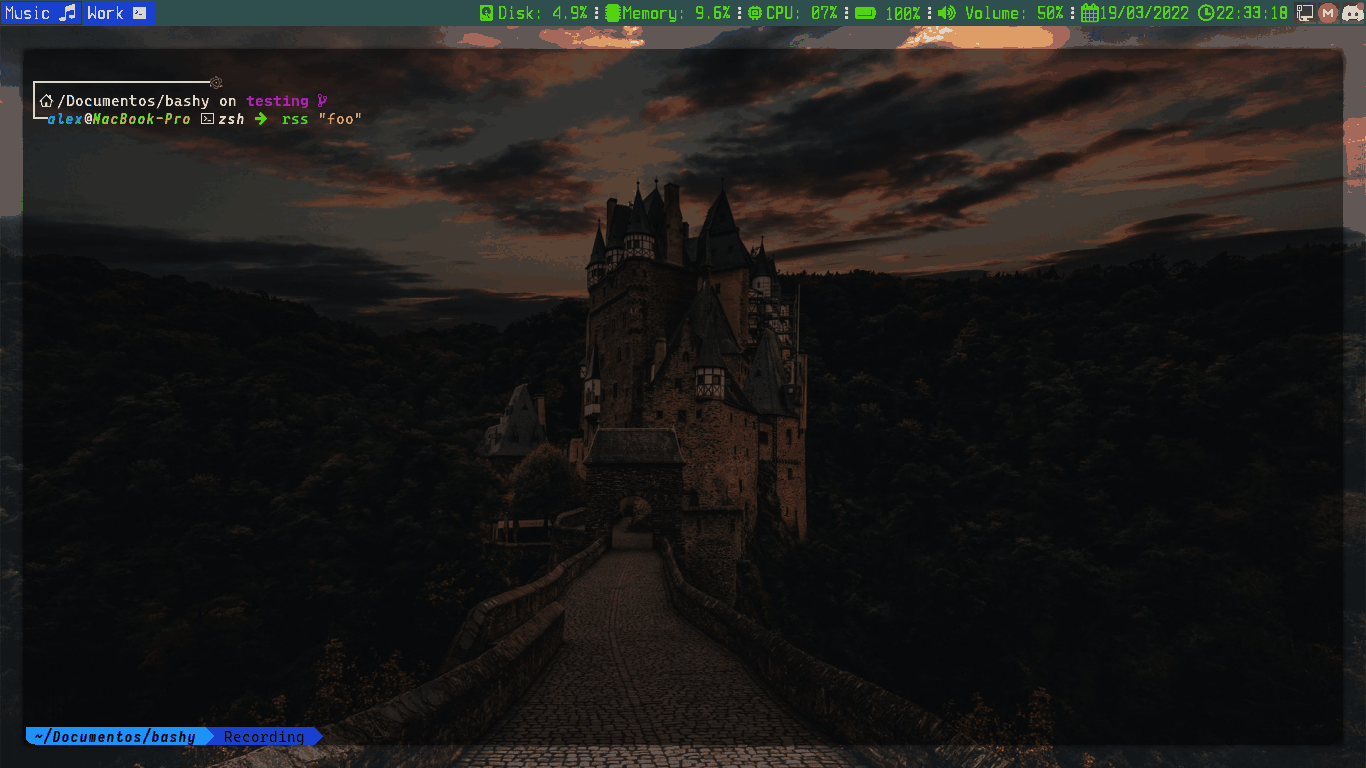 Music Work Disk: 4.9% Memory: 9.6% CPU: 07% 100% Volume: 50% 19/03/2022 22:33:18 M
/Documentos/bashy on testing
alex@MacBook-Pro zsh rss "foo"
~/Documentos/bashy Recording